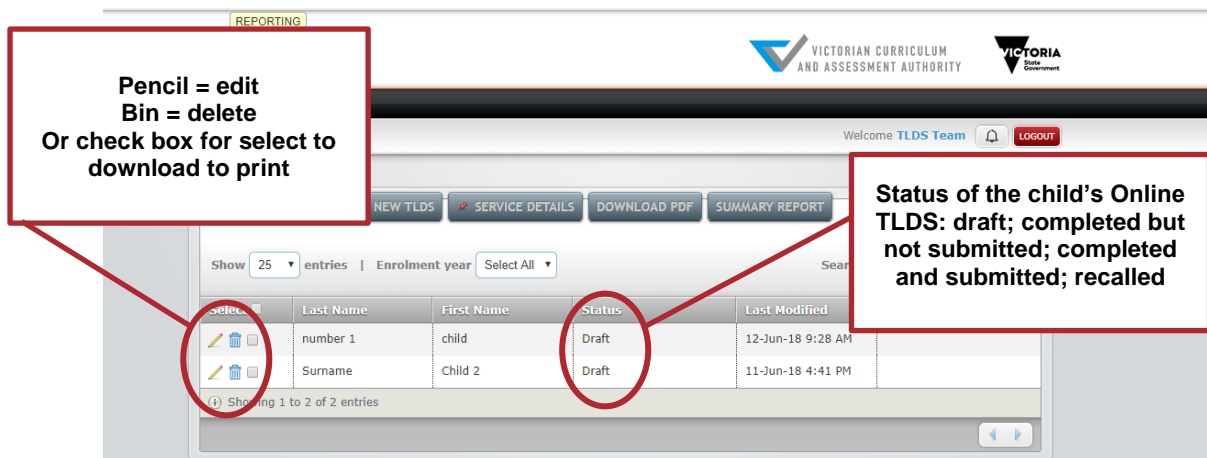 REPORTING
VICTORIAN CURRICULUM
AND ASSESSMENT AUTHORITY
VICTORIA
State
Government
Pencil = edit
Bin = delete
Or check box for select to
download to print
Welcome TLDS Team
LOGOUT
NEW TLDS
SERVICE DETAILS
DOWNLOAD PDF
SUMMARY REPORT
Status of the child’s Online
TLDS: draft; completed but
not submitted; completed
and submitted; recalled
Show 25 entries | Enrolment year Select All
Select Last Name First Name Status Last Modified
number 1 child Draft 12-Jun-18 9:28 AM
Surname Child 2 Draft 11-Jun-18 4:41 PM
Showing 1 to 2 of 2 entries